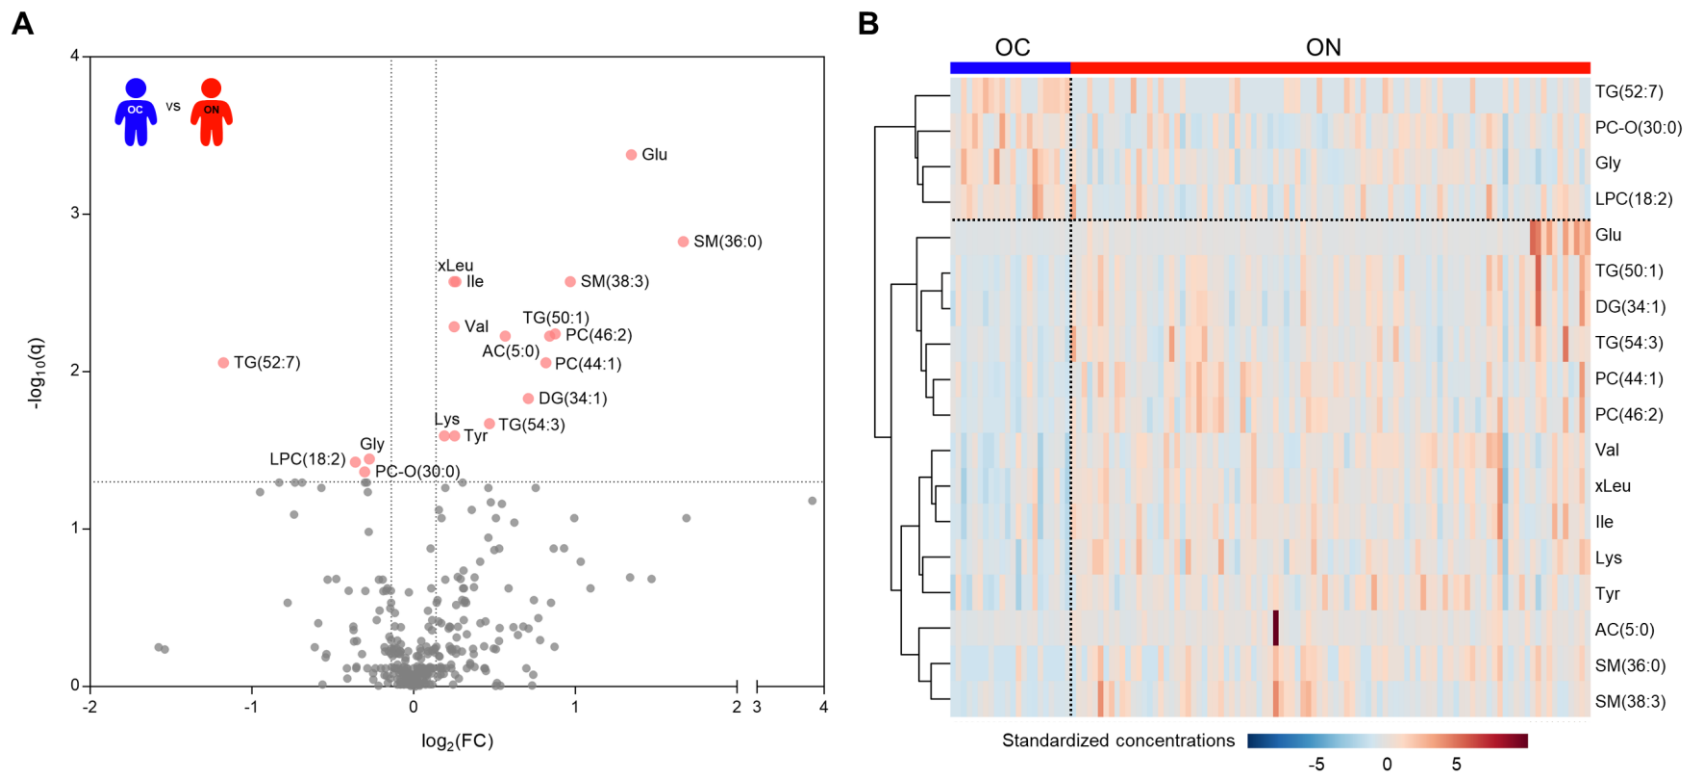 A
4
OC
vs
ON
Glu
3
SM(36:0)
xLeu
Ile
SM(38:3)
Val
TG(50:1)
PC(46:2)
AC(5:0)
TG(52:7)
PC(44:1)
2
-log10(q)
DG(34:1)
Lys
TG(54:3)
Tyr
Gly
LPC(18:2)
PC-O(30:0)
1
0
-2
-1
0
1
2
3
4
log2(FC)
B
OC
ON
TG(52:7)
PC-O(30:0)
Gly
LPC(18:2)
Glu
TG(50:1)
DG(34:1)
TG(54:3)
PC(44:1)
PC(46:2)
Val
xLeu
Ile
Lys
Tyr
AC(5:0)
SM(36:0)
SM(38:3)
Standardized concentrations
-5
0
5